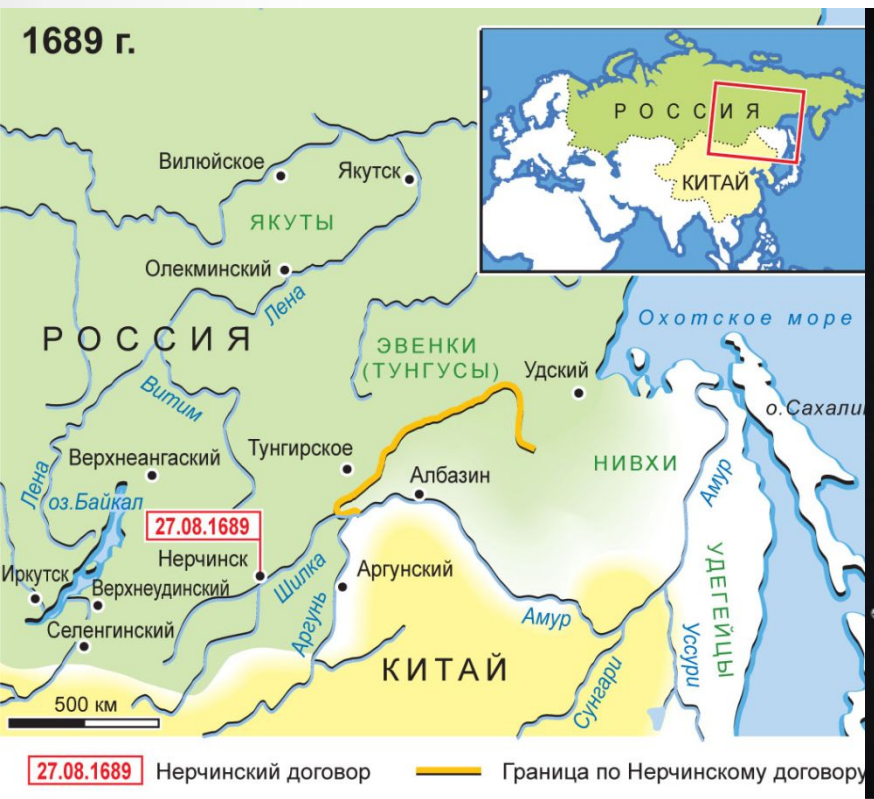 1689 г.
РОССИЯ
КИТАЙ
Вилюйское
Якутск
ЯКУТЫ
Олекминский
Лена
Охотское море
РОССИЯ
ЭВЕНКИ
(ТУНГУСЫ)
Удский
Витим
о.Сахали
Тунгирское
Верхнеангаский
Лена
НИВХИ
Албазин
Амур
оз.Байкал
27.08.1689
Нерчинск
Шилка
Аргунский
Иркутск
Верхнеудинский
УДЕГЕЙЦЫ
Аргунь
Амур
Селенгинский
Уссури
КИТАЙ
Сунгари
500 км
27.08.1689 Нерчинский договор
Граница по Нерчинскому договору